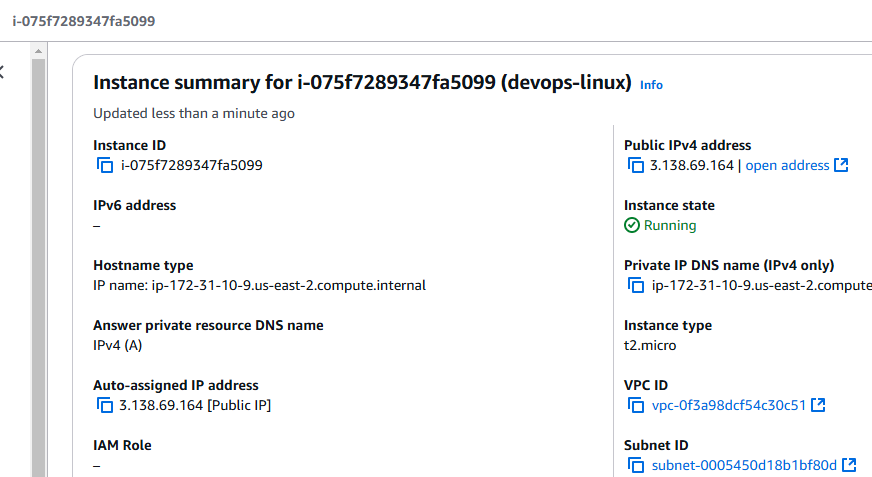 i-075f7289347fa5099
Instance summary for i-075f7289347fa5099 (devops-linux) Info
Updated less than a minute ago
Instance ID
i-075f7289347fa5099
IPv6 address
–
Hostname type
IP name: ip-172-31-10-9.us-east-2.compute.internal
Answer private resource DNS name
IPv4 (A)
Auto-assigned IP address
3.138.69.164 [Public IP]
IAM Role
–
Public IPv4 address
3.138.69.164 | open address
Instance state
Running
Private IP DNS name (IPv4 only)
ip-172-31-10-9.us-east-2.compute
Instance type
t2.micro
VPC ID
vpc-0f3a98dcf54c30c51
Subnet ID
subnet-0005450d18b1bf80d